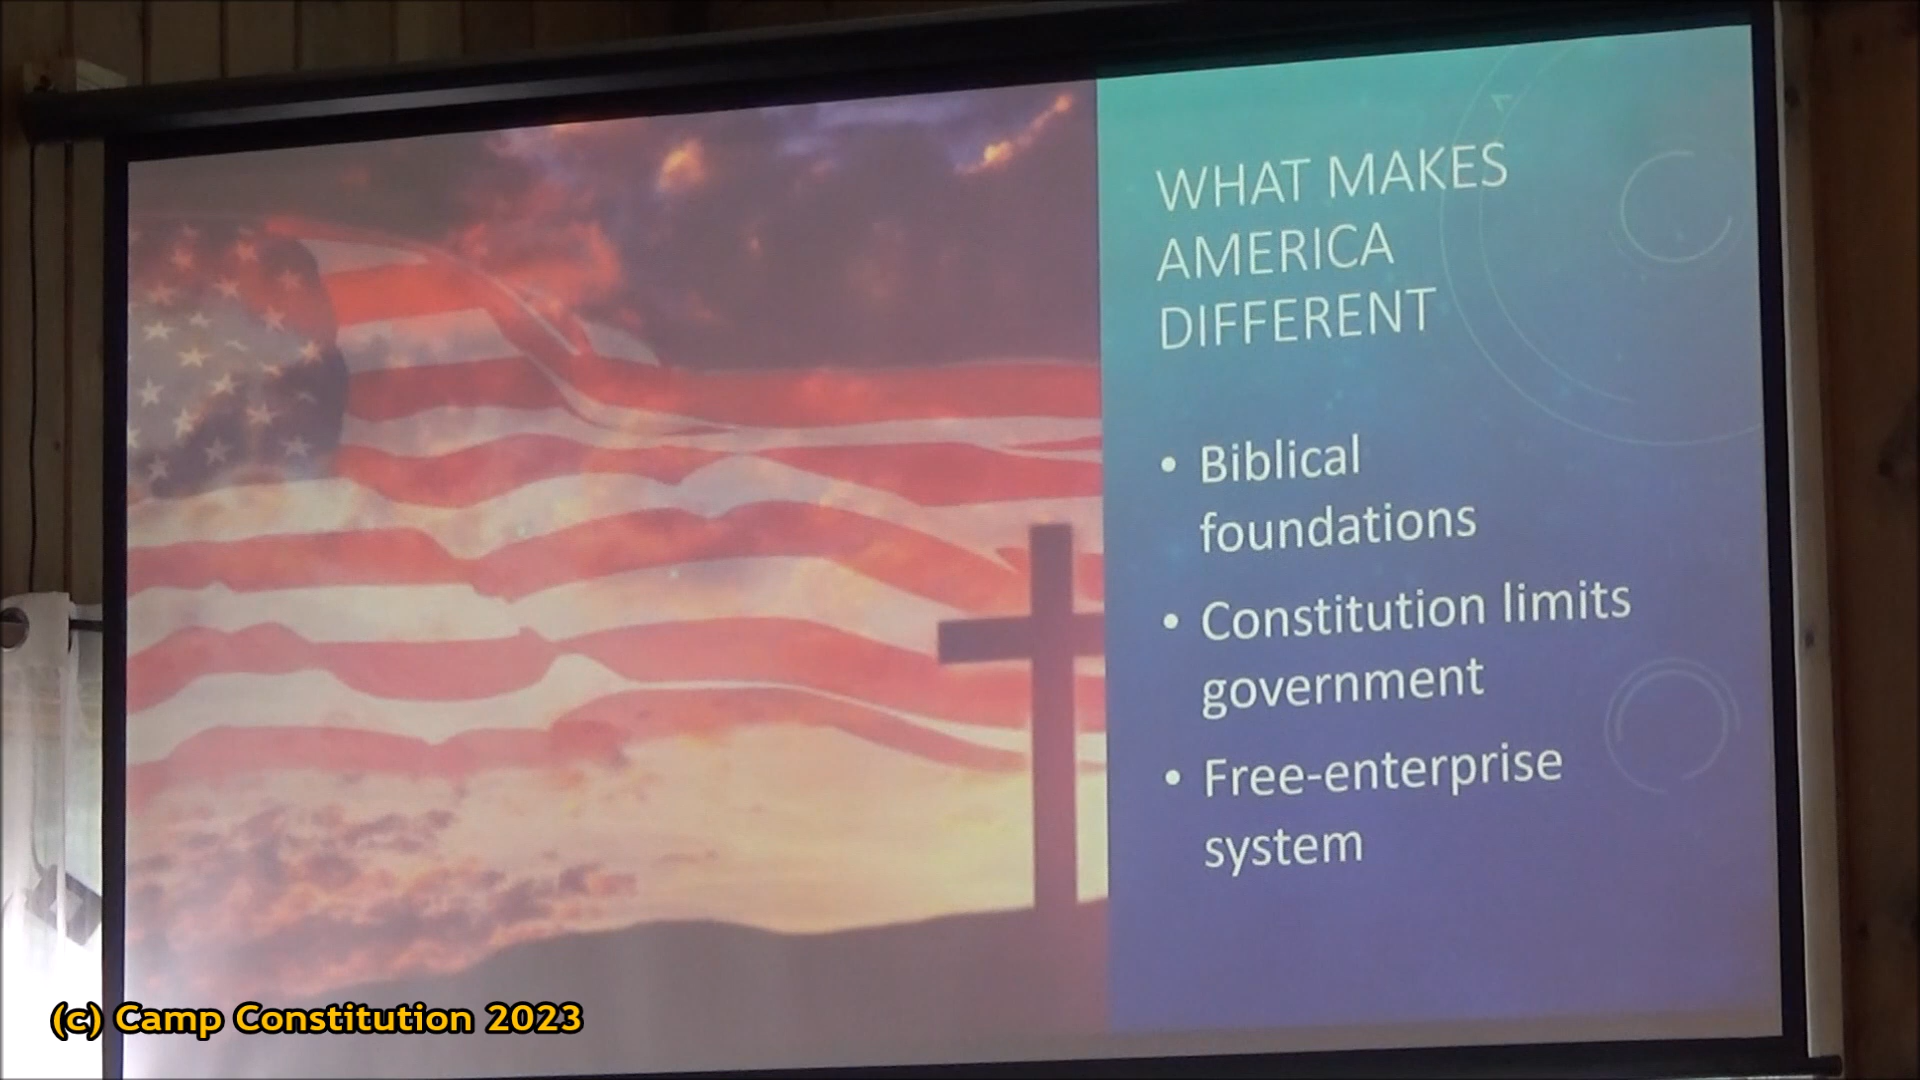 WHAT MAKES
AMERICA
DIFFERENT
• Biblical
foundations
• Constitution limits
government
• Free-enterprise
system
(c) Camp Constitution 2023